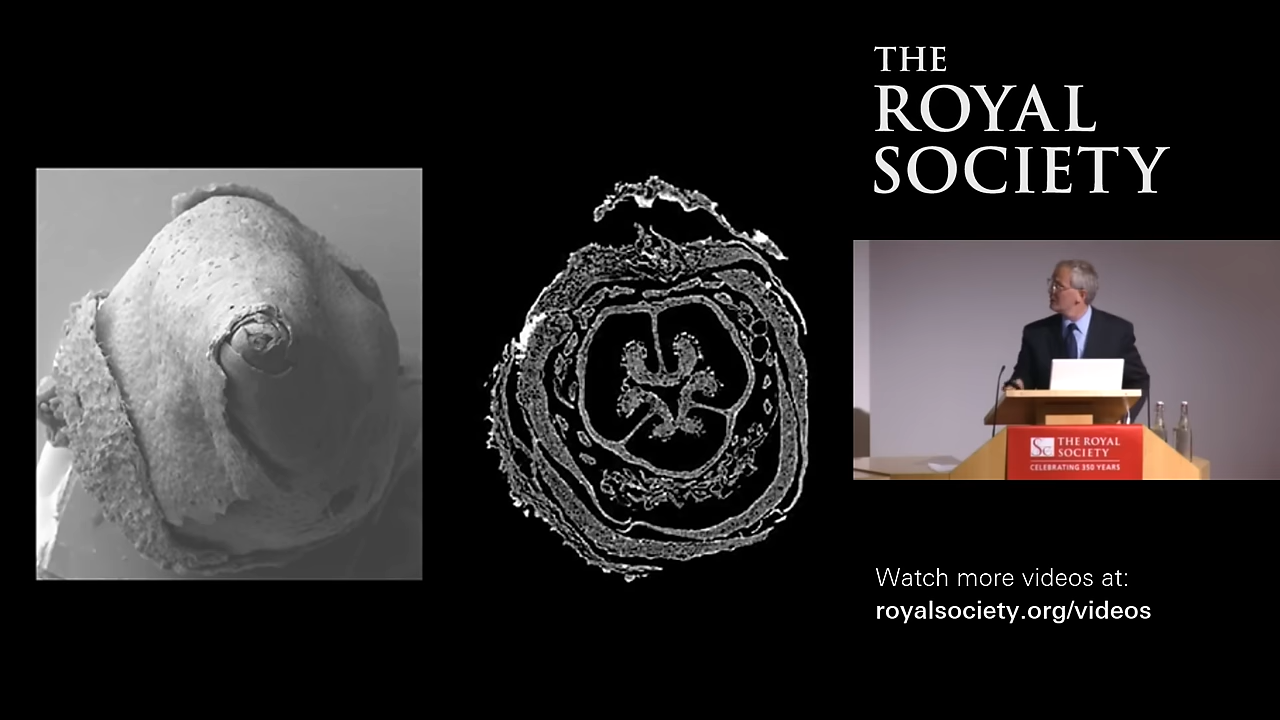 THE
ROYAL
SOCIETY
THE ROYAL
SOCIETY
CELEBRATING 350 YEARS
Watch more videos at:
royalsociety.org/videos